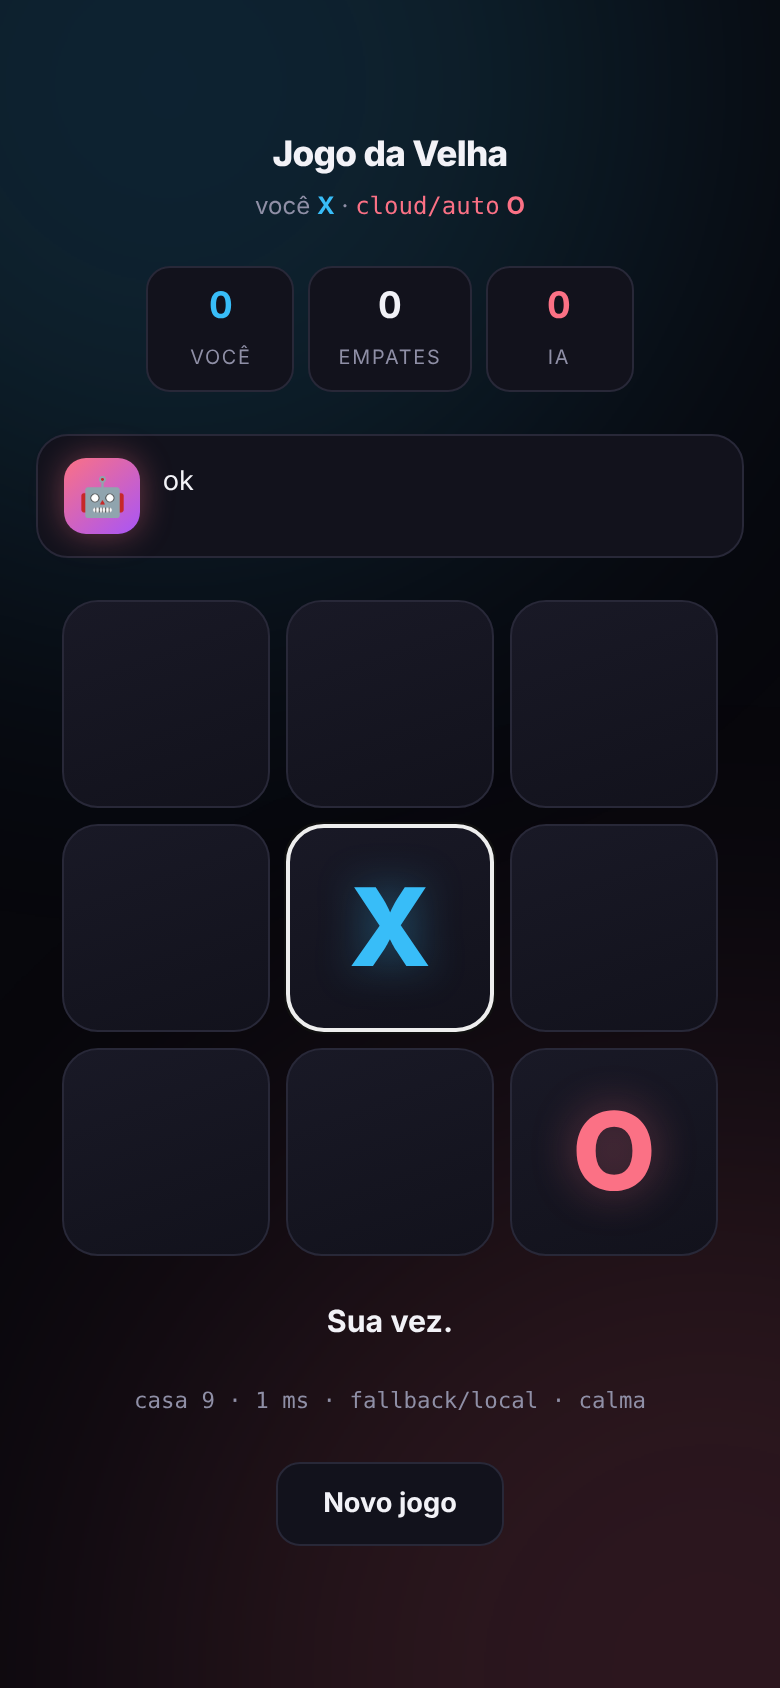 Jogo da Velha
você X · cloud/auto O
0 0 0
VOCÊ EMPATES IA
ok
X
O
Sua vez.
casa 9 · 1 ms · fallback/local · calma
Novo jogo